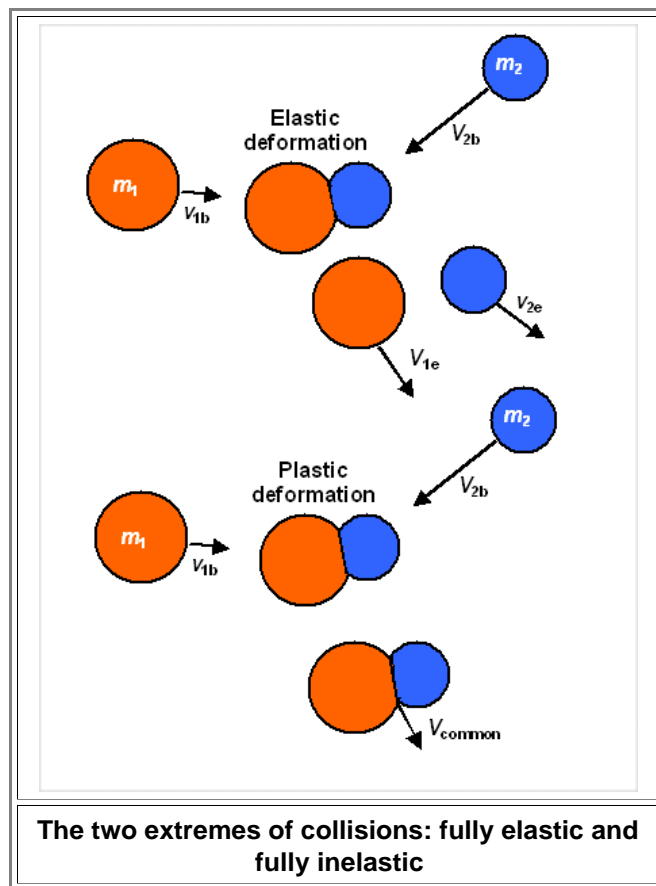 m2
V2b
Elastic
deformation
m1
V1b
V2e
V1e
m2
Plastic
deformation
V2b
m1
V1b
Vcommon
The two extremes of collisions: fully elastic and
fully inelastic